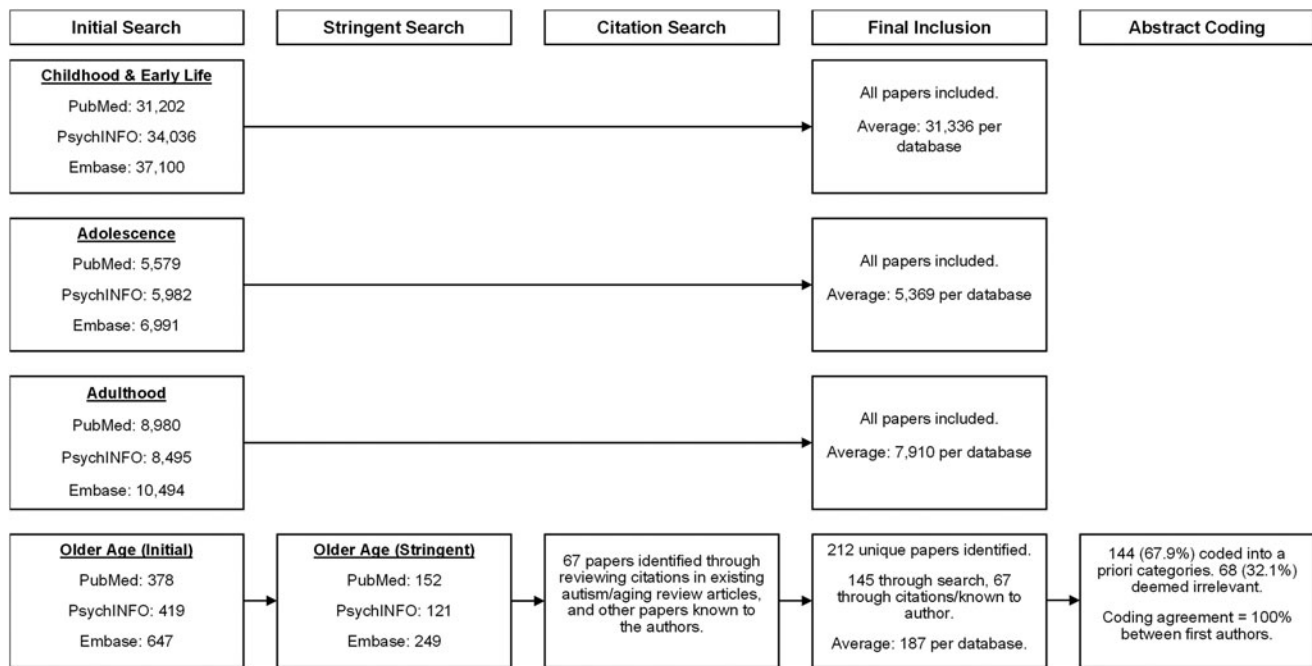 Initial Search
Stringent Search
Citation Search
Final Inclusion
Abstract Coding
Childhood & Early Life
PubMed: 31,202
PsychINFO: 34,036
Embase: 37,100
All papers included.
Average: 31,336 per
database
Adolescence
PubMed: 5,579
PsychINFO: 5,982
Embase: 6,991
All papers included.
Average: 5,369 per database
Adulthood
PubMed: 8,980
PsychINFO: 8,495
Embase: 10,494
All papers included.
Average: 7,910 per database
Older Age (Initial)
PubMed: 378
PsychINFO: 419
Embase: 647
Older Age (Stringent)
PubMed: 152
PsychINFO: 121
Embase: 249
67 papers identified through
reviewing citations in existing
autism/aging review articles,
and other papers known to
the authors.
212 unique papers identified.
145 through search, 67
through citations/known to
author.
Average: 187 per database.
144 (67.9%) coded into a
priori categories. 68 (32.1%)
deemed irrelevant.
Coding agreement = 100%
between first authors.